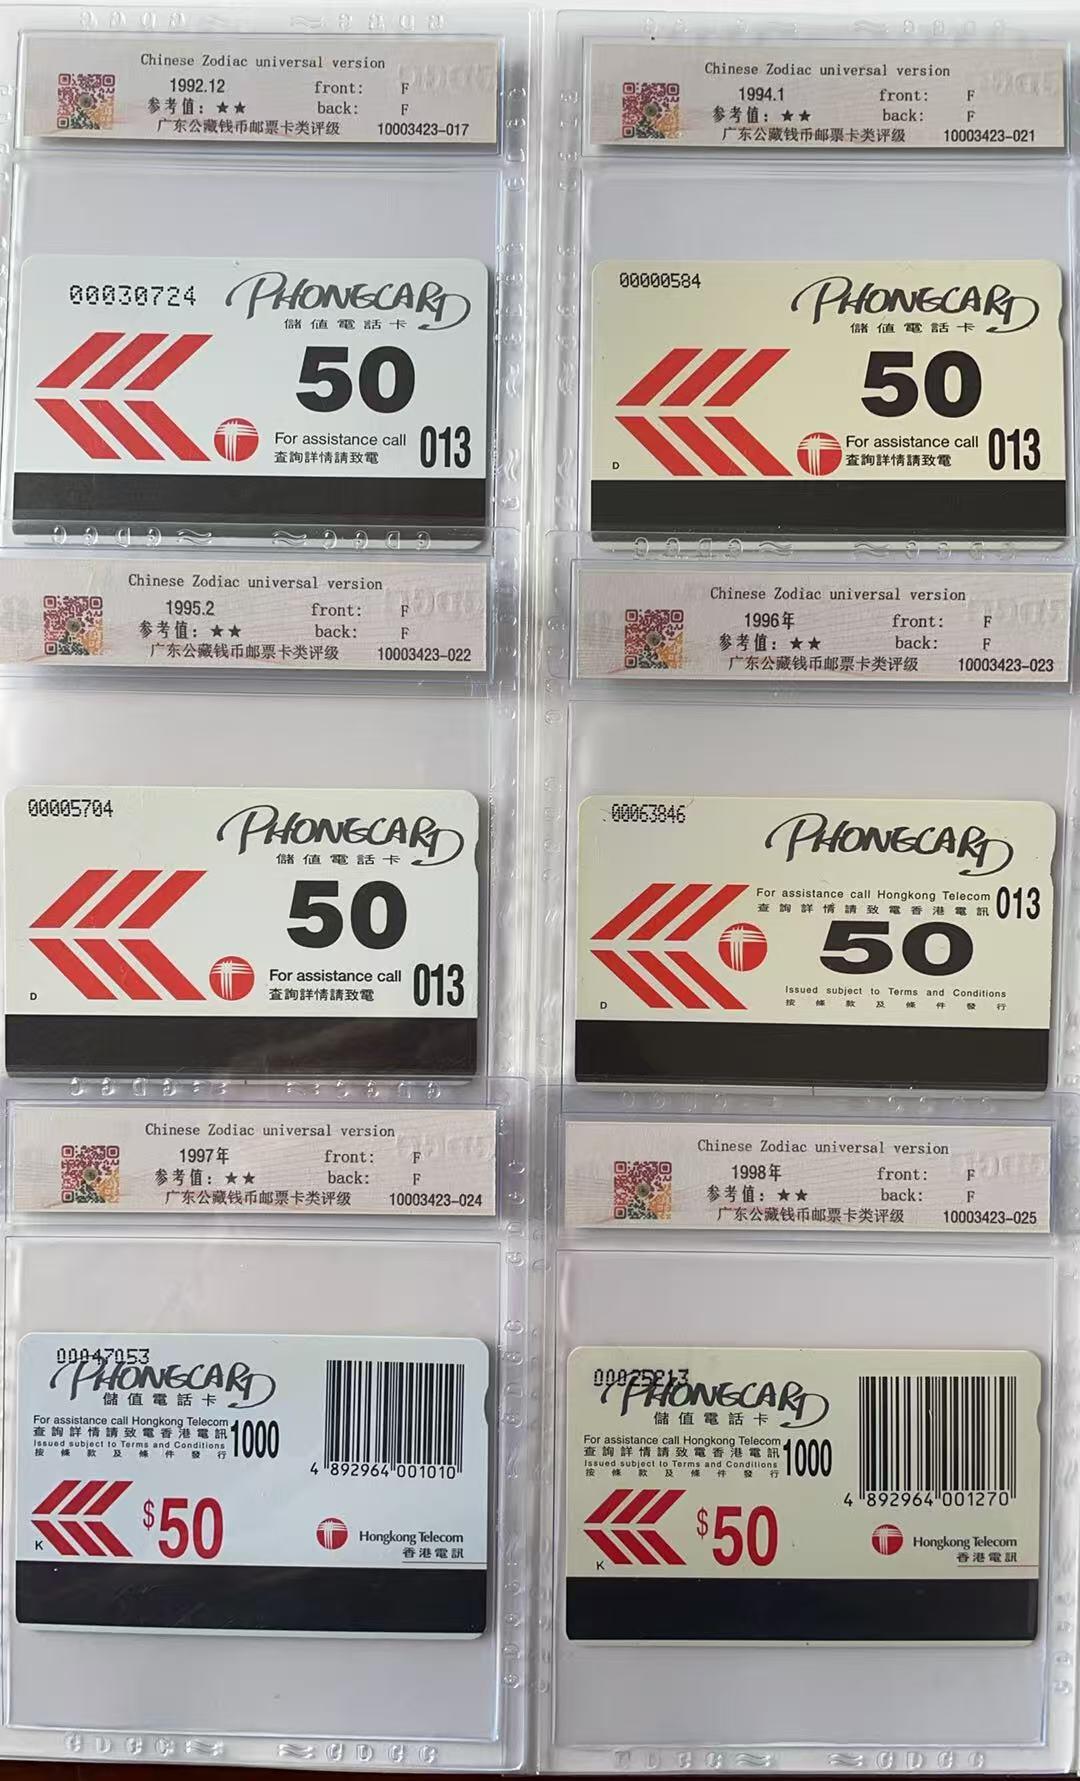 Chinese Zodiac universal version
1992.12 front: F
参考值：★★ back: F
广东公藏钱币邮票卡类评级 10003423-017
00030724
PHONECARD
儲值電話卡
50
For assistance call 013
查詢詳情請致電
Chinese Zodiac universal version
1994.1 front: F
参考值：★★ back: F
广东公藏钱币邮票卡类评级 10003423-021
00000584
PHONECARD
儲值電話卡
50
For assistance call 013
查詢詳情請致電
D
Chinese Zodiac universal version
1995.2 front: F
参考值：★★ back: F
广东公藏钱币邮票卡类评级 10003423-022
00005704
PHONECARD
儲值電話卡
50
For assistance call 013
查詢詳情請致電
D
Chinese Zodiac universal version
1996年 front: F
参考值：★★ back: F
广东公藏钱币邮票卡类评级 10003423-023
00063846
PHONECARD
For assistance call Hongkong Telecom 013
查詢詳情請致電香港電訊
50
Issued subject to Terms and Conditions
按條款及條件發行
D
Chinese Zodiac universal version
1997年 front: F
参考值：★★ back: F
广东公藏钱币邮票卡类评级 10003423-024
00047053
PHONECARD
儲值電話卡
For assistance call Hongkong Telecom 1000
查詢詳情請致電香港電訊
Issued subject to Terms and Conditions
按條款及條件發行
4 892964 001010
$50
K
Hongkong Telecom
香港電訊
Chinese Zodiac universal version
1998年 front: F
参考值：★★ back: F
广东公藏钱币邮票卡类评级 10003423-025
PHONECARD
儲值電話卡
For assistance call Hongkong Telecom 1000
查詢詳情請致電香港電訊
Issued subject to Terms and Conditions
按條款及條件發行
4 892964 001270
$50
K
Hongkong Telecom
香港電訊